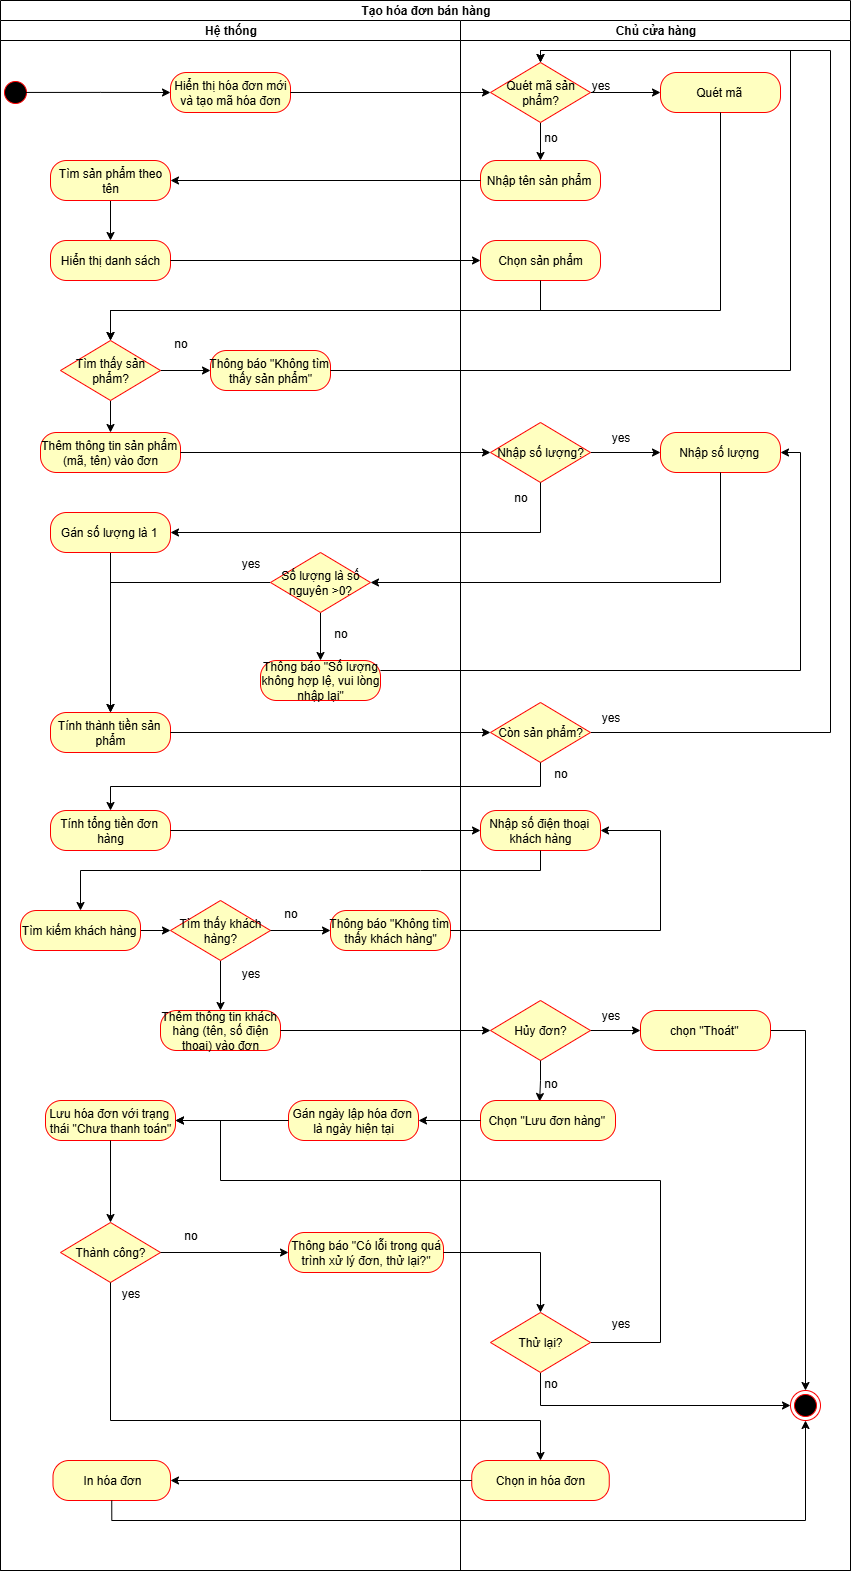 Tạo hóa đơn bán hàng
Hệ thống
Chủ cửa hàng
Hiển thị hóa đơn mới
và tạo mã hóa đơn
Quét mã sản
phẩm?
yes
Quét mã
no
Tìm sản phẩm theo
tên
Nhập tên sản phẩm
Hiển thị danh sách
Chọn sản phẩm
Tìm thấy sản
phẩm?
no
Thông báo "Không tìm
thấy sản phẩm"
Thêm thông tin sản phẩm
(mã, tên) vào đơn
Nhập số lượng?
yes
Nhập số lượng
no
Gán số lượng là 1
yes
Số lượng là số
nguyên >0?
no
Thông báo "Số lượng
không hợp lệ, vui lòng
nhập lại"
Tính thành tiền sản
phẩm
Còn sản phẩm?
yes
no
Tính tổng tiền đơn
hàng
Nhập số điện thoại
khách hàng
Tìm kiếm khách hàng
Tìm thấy khách
hàng?
no
Thông báo "Không tìm
thấy khách hàng"
yes
Thêm thông tin khách
hàng (tên, số điện
thoại) vào đơn
Hủy đơn?
yes
chọn "Thoát"
no
Lưu hóa đơn với trạng
thái "Chưa thanh toán"
Gán ngày lập hóa đơn
là ngày hiện tại
Chọn "Lưu đơn hàng"
Thành công?
no
Thông báo "Có lỗi trong quá
trình xử lý đơn, thử lại?"
yes
Thử lại?
yes
no
In hóa đơn
Chọn in hóa đơn